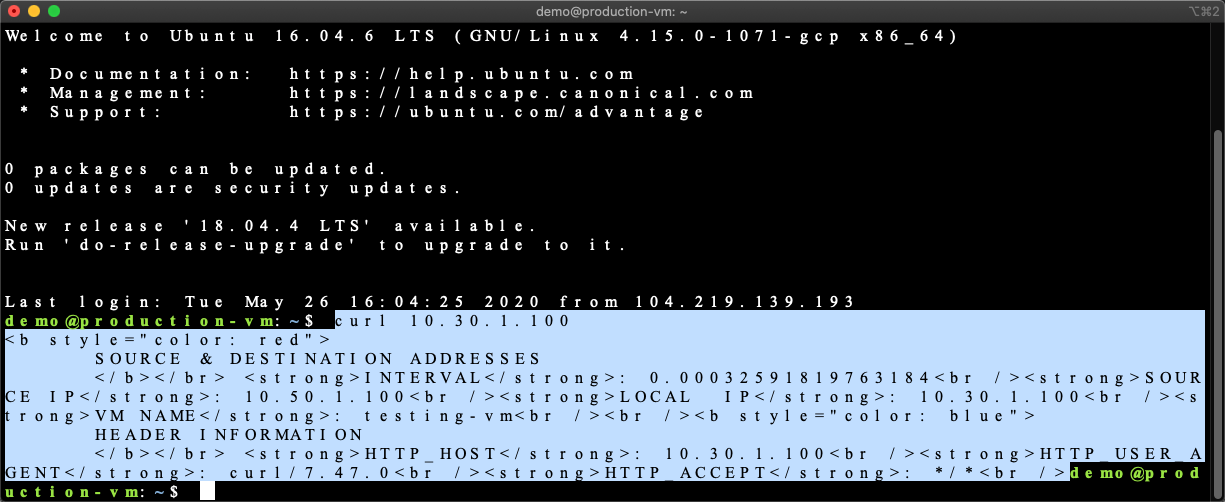 demo@production-vm: ~
⌥⌘2
Welcome to Ubuntu 16.04.6 LTS (GNU/Linux 4.15.0-1071-gcp x86_64)
* Documentation: https://help.ubuntu.com
* Management: https://landscape.canonical.com
* Support: https://ubuntu.com/advantage
0 packages can be updated.
0 updates are security updates.
New release '18.04.4 LTS' available.
Run 'do-release-upgrade' to upgrade to it.
Last login: Tue May 26 16:04:25 2020 from 104.219.139.193
demo@production-vm:~$ curl 10.30.1.100
<b style="color: red">
SOURCE & DESTINATION ADDRESSES
</b></br> <strong>INTERVAL</strong>: 0.00032591819763184<br /><strong>SOUR
CE IP</strong>: 10.50.1.100<br /><strong>LOCAL IP</strong>: 10.30.1.100<br /><s
trong>VM NAME</strong>: testing-vm<br /><br /><b style="color: blue">
HEADER INFORMATION
</b></br> <strong>HTTP_HOST</strong>: 10.30.1.100<br /><strong>HTTP_USER_A
GENT</strong>: curl/7.47.0<br /><strong>HTTP_ACCEPT</strong>: */*<br />demo@prod
uction-vm:~$